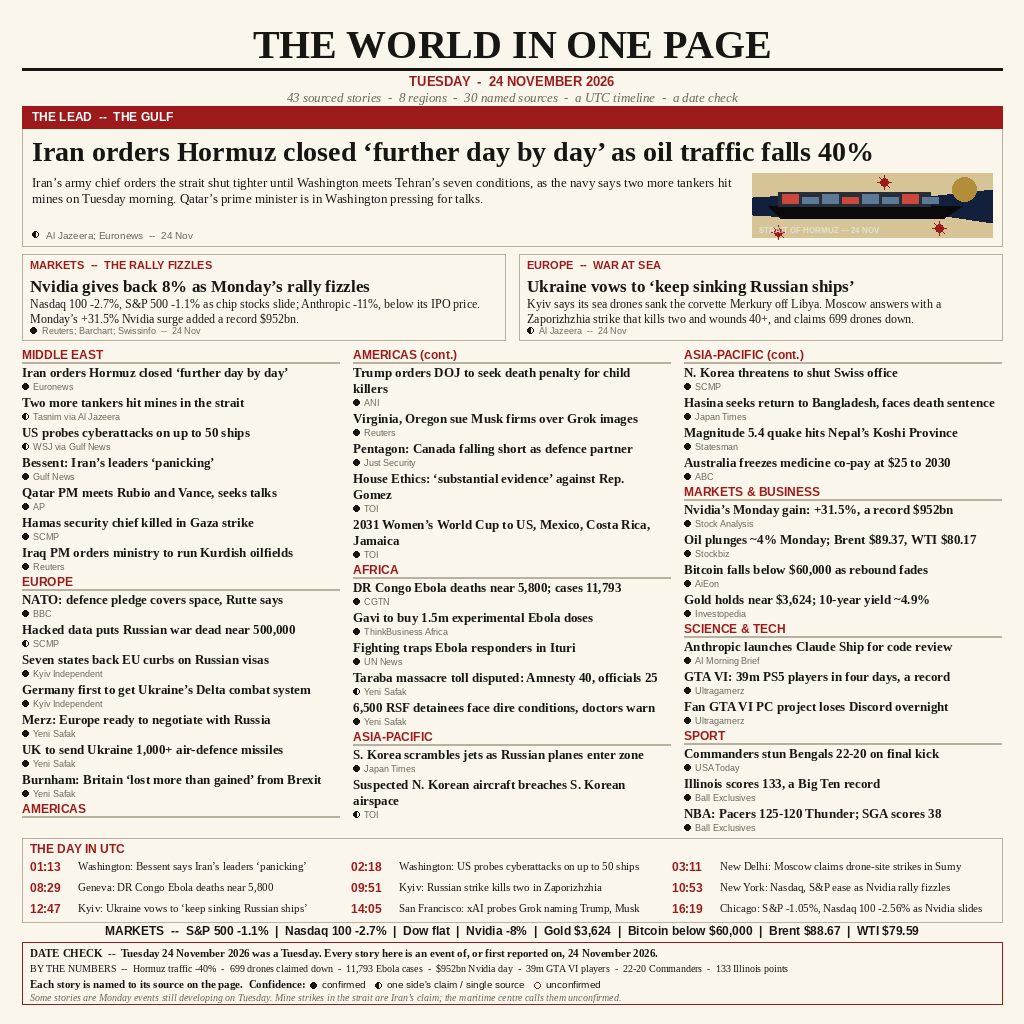 THE WORLD IN ONE PAGE
TUESDAY - 24 NOVEMBER 2026
43 sourced stories - 8 regions - 30 named sources - a UTC timeline - a date check
THE LEAD -- THE GULF
Iran orders Hormuz closed ‘further day by day’ as oil traffic falls 40%
Iran’s army chief orders the strait shut tighter until Washington meets Tehran’s seven conditions, as the navy says two more tankers hit
mines on Tuesday morning. Qatar’s prime minister is in Washington pressing for talks.
Al Jazeera; Euronews -- 24 Nov
STRAIT OF HORMUZ — 24 NOV
MARKETS -- THE RALLY FIZZLES
Nvidia gives back 8% as Monday’s rally fizzles
Nasdaq 100 -2.7%, S&P 500 -1.1% as chip stocks slide; Anthropic -11%, below its IPO price.
Monday’s +31.5% Nvidia surge added a record $952bn.
Reuters; Barchart; Swissinfo -- 24 Nov
EUROPE -- WAR AT SEA
Ukraine vows to ‘keep sinking Russian ships’
Kyiv says its sea drones sank the corvette Merkury off Libya. Moscow answers with a
Zaporizhzhia strike that kills two and wounds 40+, and claims 699 drones down.
Al Jazeera -- 24 Nov
MIDDLE EAST
Iran orders Hormuz closed ‘further day by day’
Euronews
Two more tankers hit mines in the strait
Tasnim via Al Jazeera
US probes cyberattacks on up to 50 ships
WSJ via Gulf News
Bessent: Iran’s leaders ‘panicking’
Gulf News
Qatar PM meets Rubio and Vance, seeks talks
AP
Hamas security chief killed in Gaza strike
SCMP
Iraq PM orders ministry to run Kurdish oilfields
Reuters
EUROPE
NATO: defence pledge covers space, Rutte says
BBC
Hacked data puts Russian war dead near 500,000
SCMP
Seven states back EU curbs on Russian visas
Kyiv Independent
Germany first to get Ukraine’s Delta combat system
Kyiv Independent
Merz: Europe ready to negotiate with Russia
Yeni Safak
UK to send Ukraine 1,000+ air-defence missiles
Yeni Safak
Burnham: Britain ‘lost more than gained’ from Brexit
Yeni Safak
AMERICAS
AMERICAS (cont.)
Trump orders DOJ to seek death penalty for child
killers
ANI
Virginia, Oregon sue Musk firms over Grok images
Reuters
Pentagon: Canada falling short as defence partner
Just Security
House Ethics: ‘substantial evidence’ against Rep.
Gomez
TOI
2031 Women’s World Cup to US, Mexico, Costa Rica,
Jamaica
TOI
AFRICA
DR Congo Ebola deaths near 5,800; cases 11,793
CGTN
Gavi to buy 1.5m experimental Ebola doses
ThinkBusiness Africa
Fighting traps Ebola responders in Ituri
UN News
Taraba massacre toll disputed: Amnesty 40, officials 25
Yeni Safak
6,500 RSF detainees face dire conditions, doctors warn
Yeni Safak
ASIA-PACIFIC
S. Korea scrambles jets as Russian planes enter zone
Japan Times
Suspected N. Korean aircraft breaches S. Korean
airspace
TOI
ASIA-PACIFIC (cont.)
N. Korea threatens to shut Swiss office
SCMP
Hasina seeks return to Bangladesh, faces death sentence
Japan Times
Magnitude 5.4 quake hits Nepal’s Koshi Province
Statesman
Australia freezes medicine co-pay at $25 to 2030
ABC
MARKETS & BUSINESS
Nvidia’s Monday gain: +31.5%, a record $952bn
Stock Analysis
Oil plunges ~4% Monday; Brent $89.37, WTI $80.17
Stockbiz
Bitcoin falls below $60,000 as rebound fades
AiEon
Gold holds near $3,624; 10-year yield ~4.9%
Investopedia
SCIENCE & TECH
Anthropic launches Claude Ship for code review
AI Morning Brief
GTA VI: 39m PS5 players in four days, a record
Ultragamerz
Fan GTA VI PC project loses Discord overnight
Ultragamerz
SPORT
Commanders stun Bengals 22-20 on final kick
USA Today
Illinois scores 133, a Big Ten record
Ball Exclusives
NBA: Pacers 125-120 Thunder; SGA scores 38
Ball Exclusives
THE DAY IN UTC
01:13 Washington: Bessent says Iran’s leaders ‘panicking’
02:18 Washington: US probes cyberattacks on up to 50 ships
03:11 New Delhi: Moscow claims drone-site strikes in Sumy
08:29 Geneva: DR Congo Ebola deaths near 5,800
09:51 Kyiv: Russian strike kills two in Zaporizhzhia
10:53 New York: Nasdaq, S&P ease as Nvidia rally fizzles
12:47 Kyiv: Ukraine vows to ‘keep sinking Russian ships’
14:05 San Francisco: xAI probes Grok naming Trump, Musk
16:19 Chicago: S&P -1.05%, Nasdaq 100 -2.56% as Nvidia slides
MARKETS -- S&P 500 -1.1% | Nasdaq 100 -2.7% | Dow flat | Nvidia -8% | Gold $3,624 | Bitcoin below $60,000 | Brent $88.67 | WTI $79.59
DATE CHECK -- Tuesday 24 November 2026 was a Tuesday. Every story here is an event of, or first reported on, 24 November 2026.
BY THE NUMBERS -- Hormuz traffic -40% - 699 drones claimed down - 11,793 Ebola cases - $952bn Nvidia day - 39m GTA VI players - 22-20 Commanders - 133 Illinois points
Each story is named to its source on the page. Confidence: confirmed one side’s claim / single source unconfirmed
Some stories are Monday events still developing on Tuesday. Mine strikes in the strait are Iran’s claim; the maritime centre calls them unconfirmed.